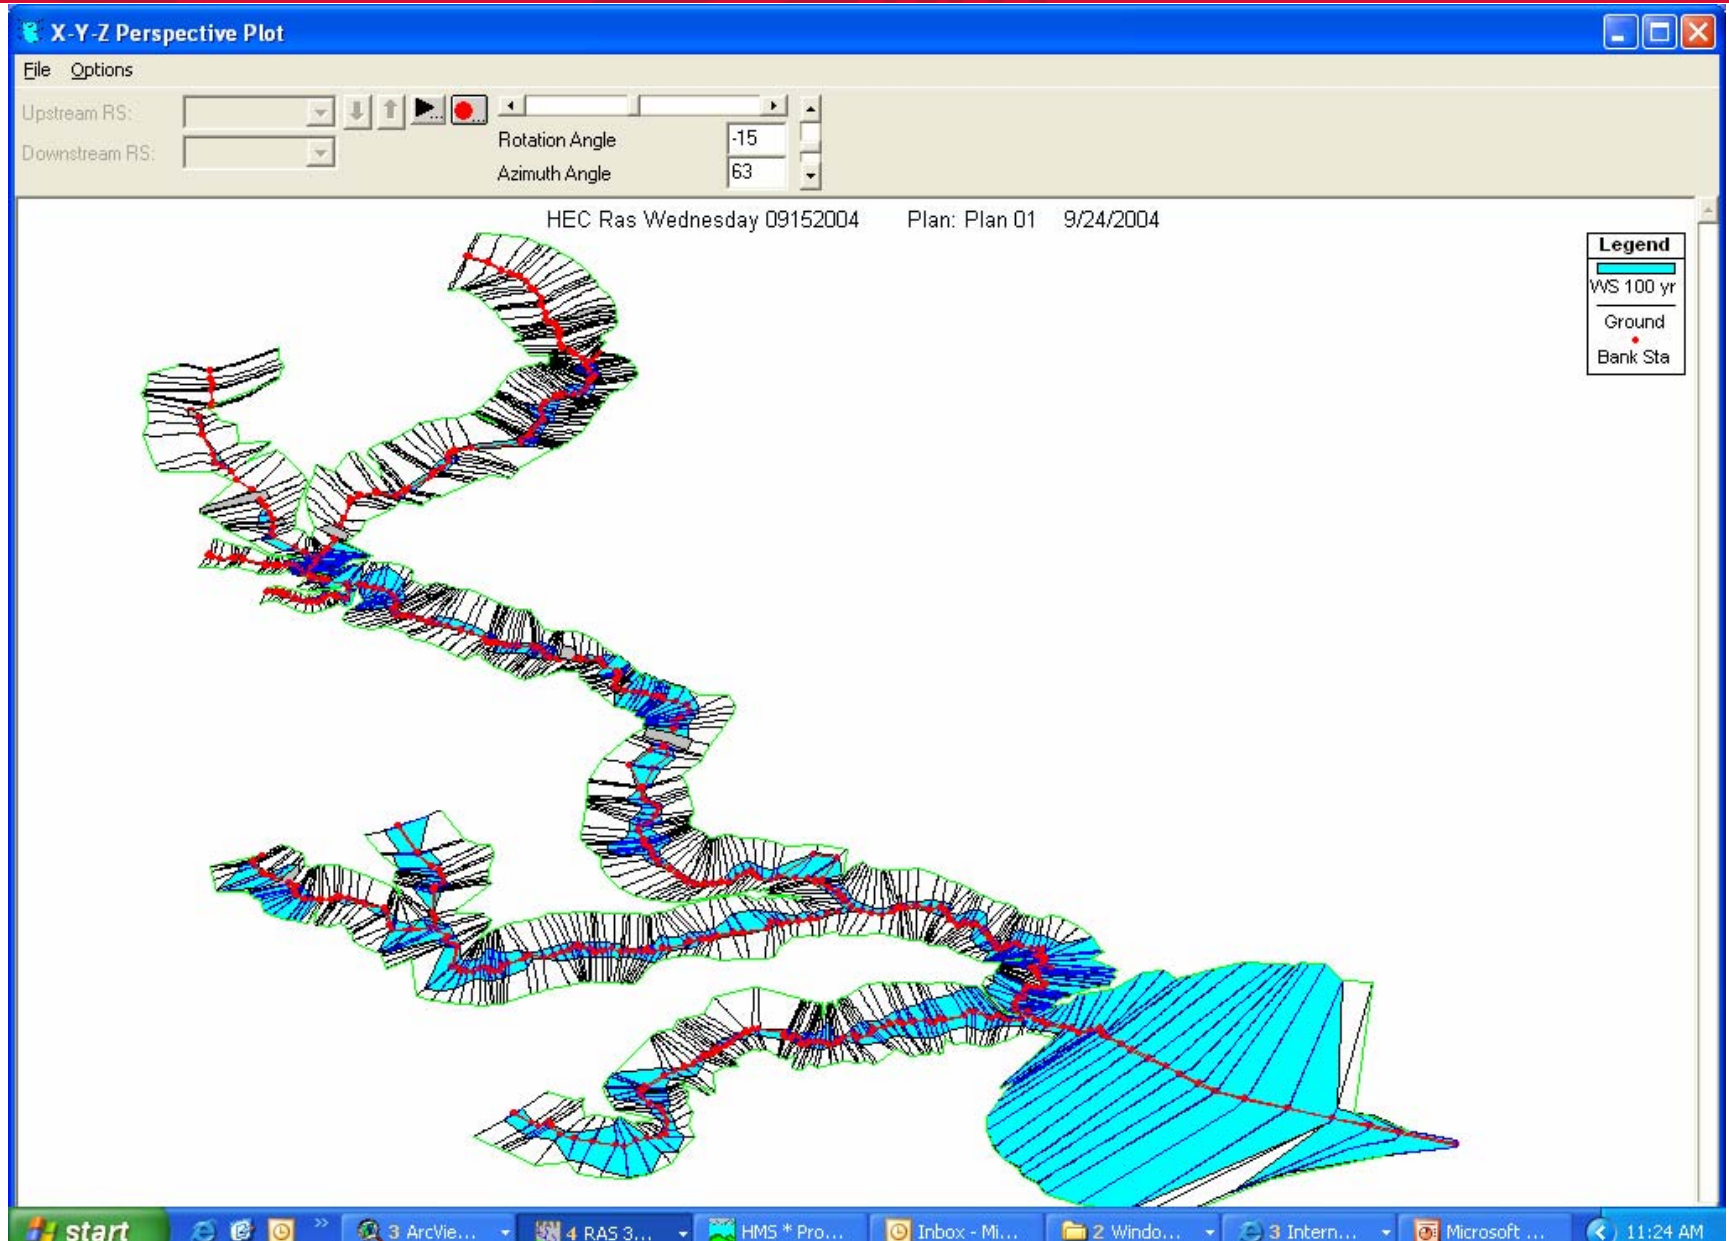 X-Y-Z Perspective Plot
File Options
Upstream RS:
Downstream RS:
Rotation Angle -15
Azimuth Angle 63
HEC Ras Wednesday 09152004 Plan: Plan 01 9/24/2004
Legend
WS 100 yr
Ground
Bank Sta
start 3 ArcVie... 4 RAS 3... HMS * Pro... Inbox - Mi... 2 Windo... 3 Intern... Microsoft ... 11:24 AM